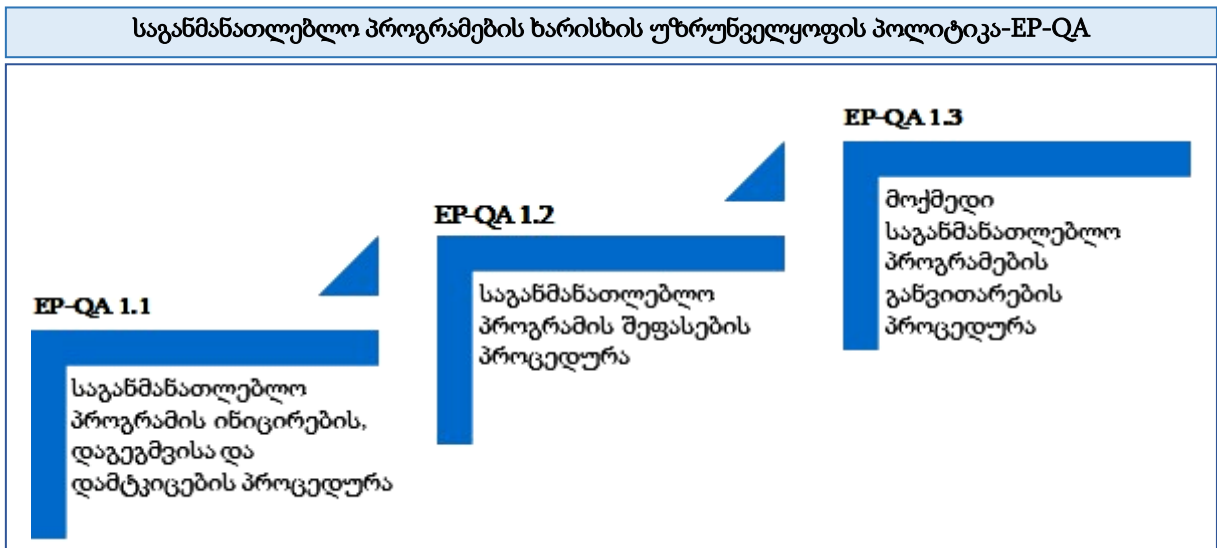 საგანმანათლებლო პროგრამების ხარისხის უზრუნველყოფის პოლიტიკა-EP-QA
EP-QA 1.1
საგანმანათლებლო
პროგრამის ინიცირების,
დაგეგმვისა და
დამტკიცების პროცედურა
EP-QA 1.2
საგანმანათლებლო
პროგრამის შეფასების
პროცედურა
EP-QA 1.3
მოქმედი
საგანმანათლებლო
პროგრამების
განვითარების
პროცედურა